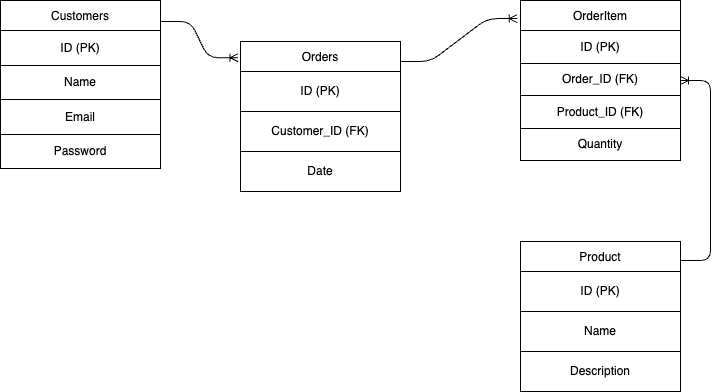 Customers
ID (PK)
Name
Email
Password
Orders
ID (PK)
Customer_ID (FK)
Date
OrderItem
ID (PK)
Order_ID (FK)
Product_ID (FK)
Quantity
Product
ID (PK)
Name
Description